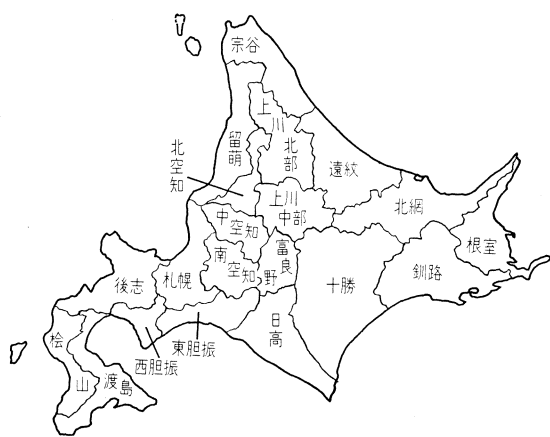 宗谷
上川北部
留萌
北空知
遠紋
上川中部
北網
中空知
富良野
根室
南空知
釧路
十勝
後志
札幌
日高
東胆振
西胆振
桧山
渡島